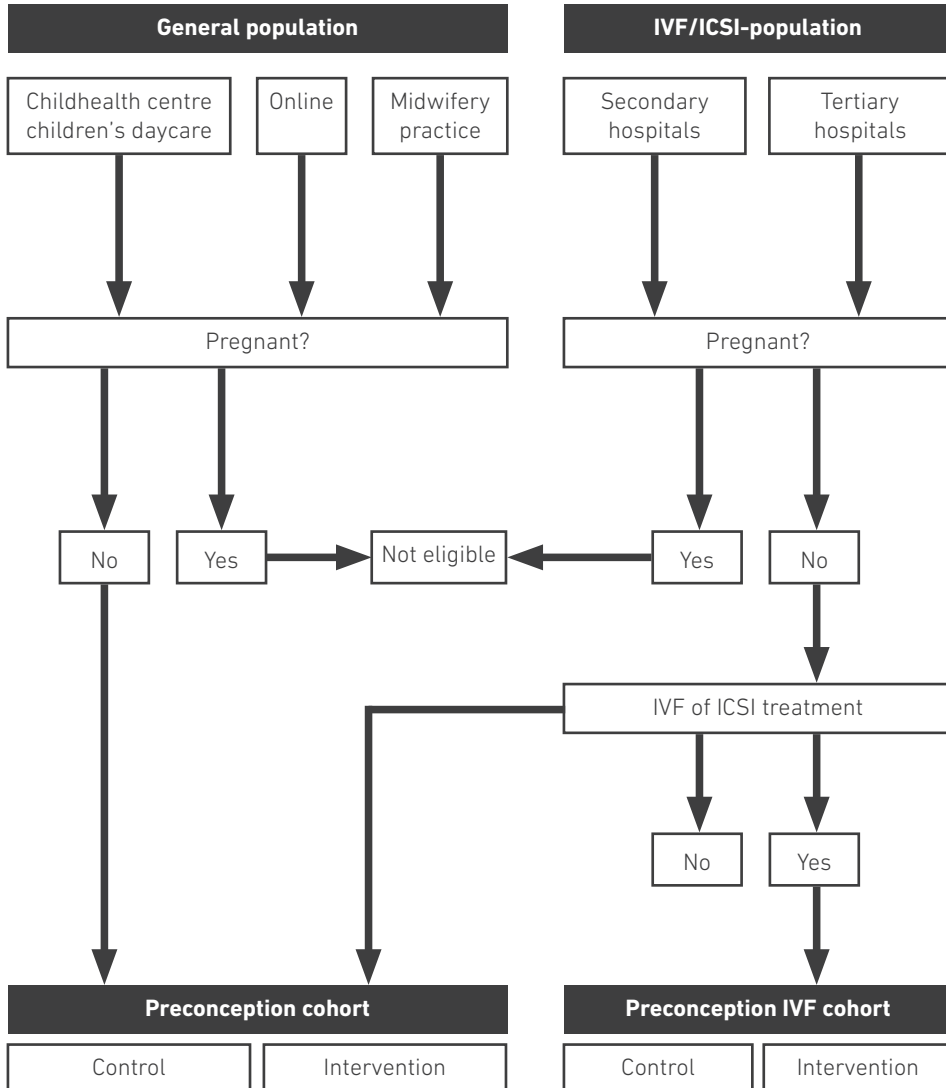 General population
IVF/ICSI-population
Childhealth centre
children's daycare
Online
Midwifery
practice
Secondary
hospitals
Tertiary
hospitals
Pregnant?
Pregnant?
No
Yes
Not eligible
Yes
No
IVF of ICSI treatment
No
Yes
Preconception cohort
Preconception IVF cohort
Control
Intervention
Control
Intervention